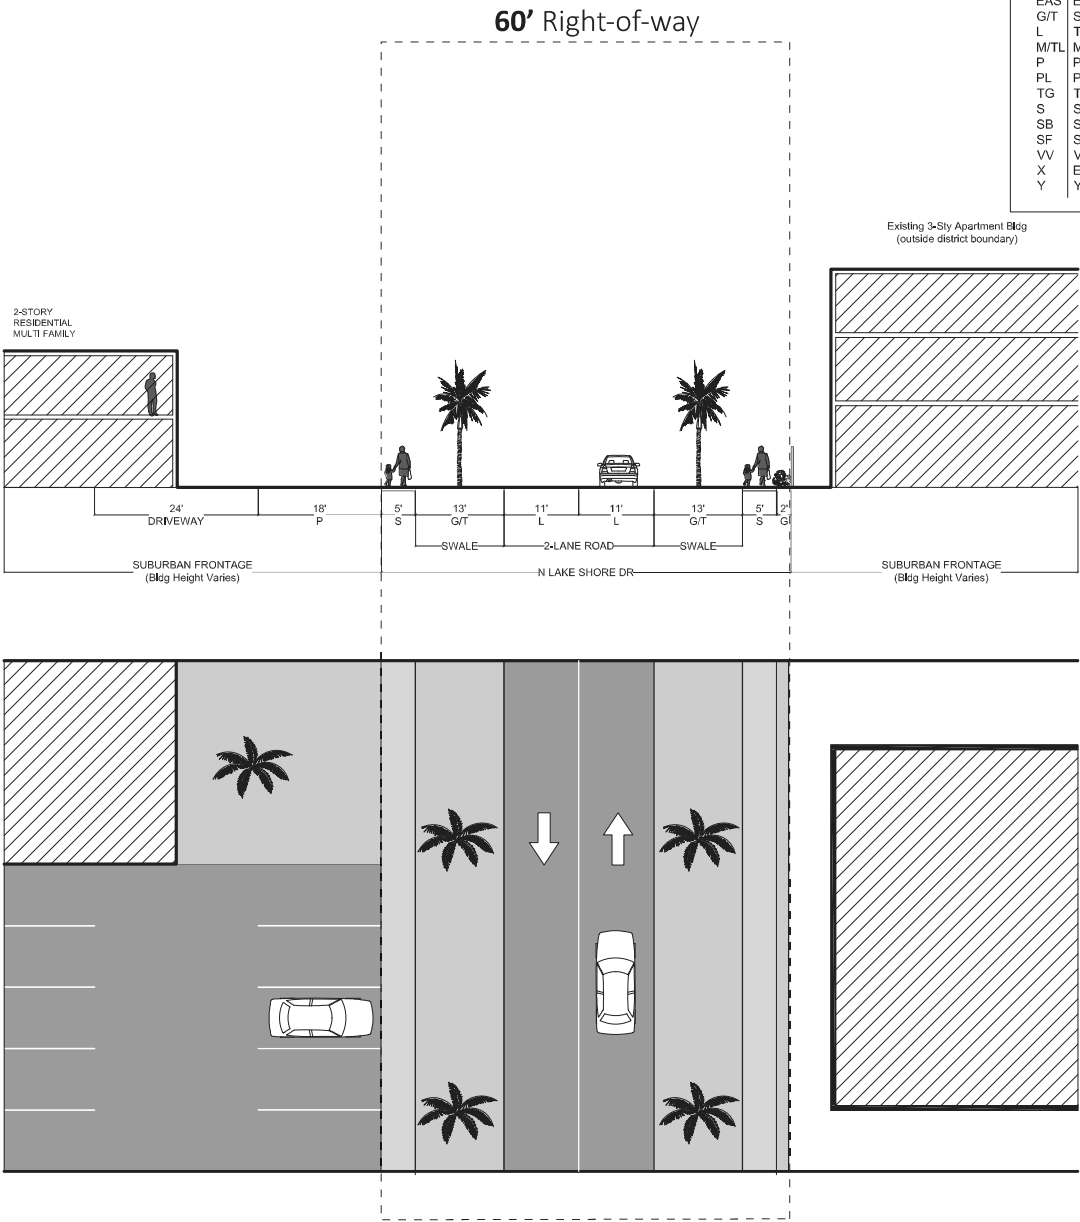 60' Right-of-way
EAS E
G/T S
L T
M/TL M
P P
PL P
TG T
S S
SB S
SF S
VV V
X E
Y Y
Existing 3-Sty Apartment Bldg
(outside district boundary)
2-STORY
RESIDENTIAL
MULTI FAMILY
24' 18' 5' 13' 11' 11' 13' 5' 2'
DRIVEWAY P S G/T L L G/T S G
SWALE 2-LANE ROAD SWALE
SUBURBAN FRONTAGE
(Bldg Height Varies)
N LAKE SHORE DR
SUBURBAN FRONTAGE
(Bldg Height Varies)